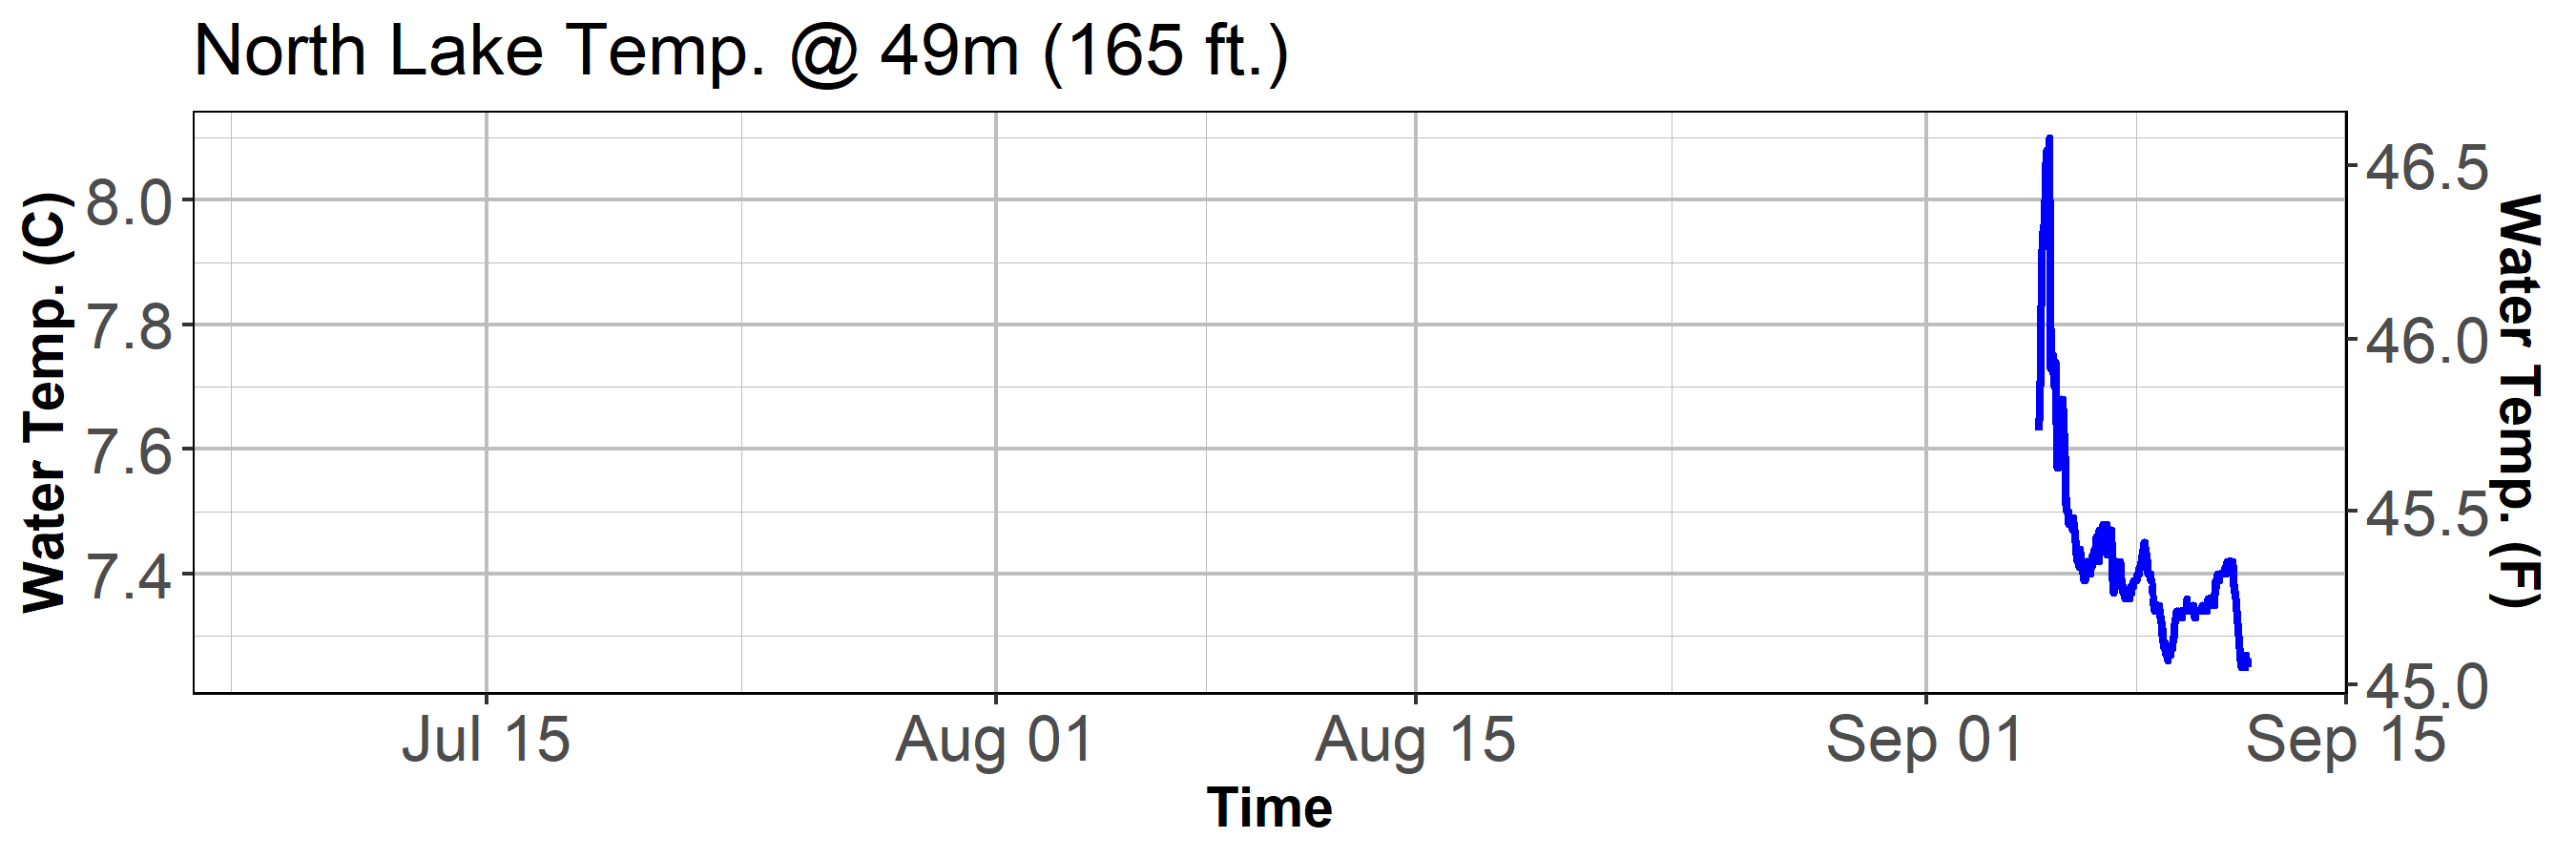 North Lake Temp. @ 49m (165 ft.)
Water Temp. (C)
8.0
7.8
7.6
7.4
46.5
46.0
45.5
45.0
Water Temp. (F)
Jul 15
Aug 01
Aug 15
Sep 01
Sep 15
Time